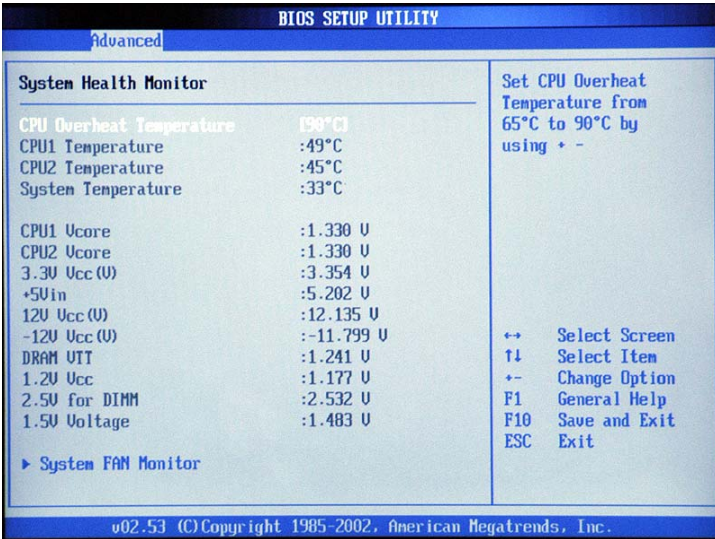 BIOS SETUP UTILITY
Advanced
System Health Monitor
CPU Overheat Temperature [90°C]
CPU1 Temperature :49°C
CPU2 Temperature :45°C
System Temperature :33°C
CPU1 Vcore :1.330 V
CPU2 Vcore :1.330 V
3.3V Vcc(V) :3.354 V
+5Vin :5.202 V
12V Vcc(V) :12.135 V
-12V Vcc(V) :-11.799 V
DRAM VTT :1.241 V
1.2V Vcc :1.177 V
2.5V for DIMM :2.532 V
1.5V Voltage :1.483 V
▶ System FAN Monitor
Set CPU Overheat
Temperature from
65°C to 90°C by
using + -
↔ Select Screen
↑↓ Select Item
+- Change Option
F1 General Help
F10 Save and Exit
ESC Exit
v02.53 (C)Copyright 1985-2002, American Megatrends, Inc.